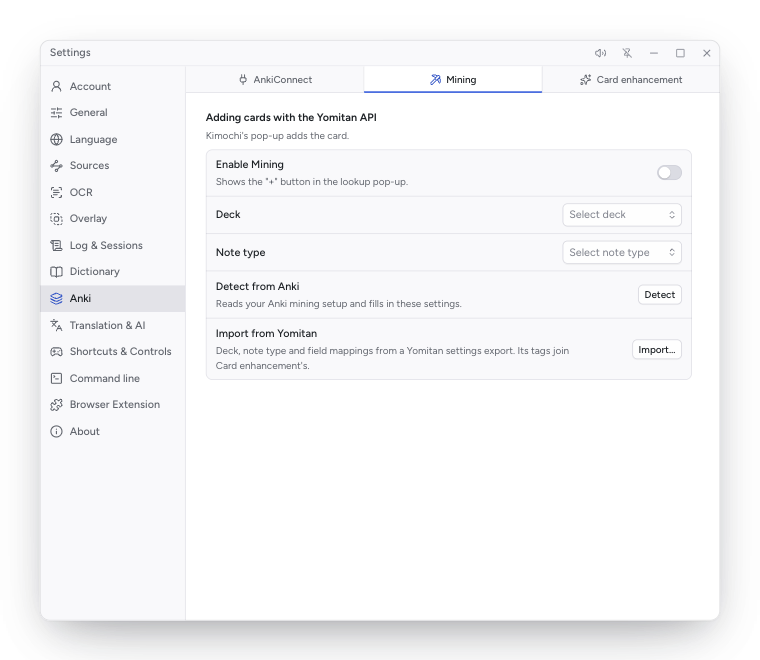 Settings
Account
General
Language
Sources
OCR
Overlay
Log & Sessions
Dictionary
Anki
Translation & AI
Shortcuts & Controls
Command line
Browser Extension
About
AnkiConnect
Mining
Card enhancement
Adding cards with the Yomitan API
Kimochi's pop-up adds the card.
Enable Mining
Shows the "+" button in the lookup pop-up.
Deck
Select deck
Note type
Select note type
Detect from Anki
Reads your Anki mining setup and fills in these settings.
Detect
Import from Yomitan
Deck, note type and field mappings from a Yomitan settings export. Its tags join
Card enhancement's.
Import...